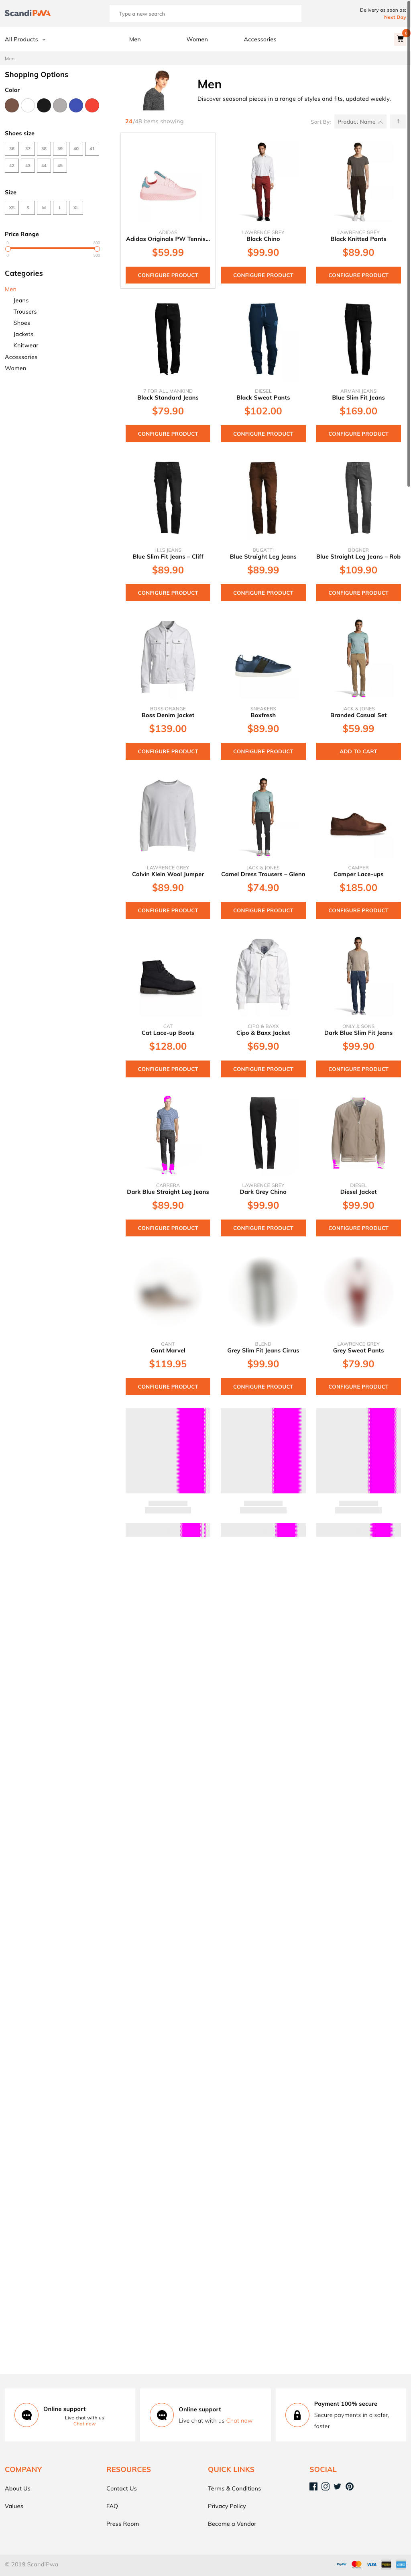 ScandiPWA
Type a new search
Delivery as soon as:
Next Day
All Products
Men
Women
Accessories
0
Men
Shopping Options
Color
Shoes size
36 37 38 39 40 41
42 43 44 45
Size
XS S M L XL
Price Range
Categories
Men
Jeans
Trousers
Shoes
Jackets
Knitwear
Accessories
Women
Men
Discover seasonal pieces in a range of styles and fits, updated weekly.
24/48 items showing
Sort By: Product Name
ADIDAS
Adidas Originals PW Tennis...
$59.99
CONFIGURE PRODUCT
LAWRENCE GREY
Black Chino
$99.90
CONFIGURE PRODUCT
LAWRENCE GREY
Black Knitted Pants
$89.90
CONFIGURE PRODUCT
7 FOR ALL MANKIND
Black Standard Jeans
$79.90
CONFIGURE PRODUCT
DIESEL
Black Sweat Pants
$102.00
CONFIGURE PRODUCT
ARMANI JEANS
Blue Slim Fit Jeans
$169.00
CONFIGURE PRODUCT
H.I.S JEANS
Blue Slim Fit Jeans – Cliff
$89.90
CONFIGURE PRODUCT
BUGATTI
Blue Straight Leg Jeans
$89.99
CONFIGURE PRODUCT
BOGNER
Blue Straight Leg Jeans – Rob
$109.90
CONFIGURE PRODUCT
BOSS ORANGE
Boss Denim Jacket
$139.00
CONFIGURE PRODUCT
SNEAKERS
Boxfresh
$89.90
CONFIGURE PRODUCT
JACK & JONES
Branded Casual Set
$59.99
ADD TO CART
LAWRENCE GREY
Calvin Klein Wool Jumper
$89.90
CONFIGURE PRODUCT
JACK & JONES
Camel Dress Trousers – Glenn
$74.90
CONFIGURE PRODUCT
CAMPER
Camper Lace-ups
$185.00
CONFIGURE PRODUCT
CAT
Cat Lace-up Boots
$128.00
CONFIGURE PRODUCT
CIPO & BAXX
Cipo & Baxx Jacket
$69.90
CONFIGURE PRODUCT
ONLY & SONS
Dark Blue Slim Fit Jeans
$99.90
CONFIGURE PRODUCT
CARRERA
Dark Blue Straight Leg Jeans
$89.90
CONFIGURE PRODUCT
LAWRENCE GREY
Dark Grey Chino
$99.90
CONFIGURE PRODUCT
DIESEL
Diesel Jacket
$99.90
CONFIGURE PRODUCT
GANT
Gant Marvel
$119.95
CONFIGURE PRODUCT
BLEND
Grey Slim Fit Jeans Cirrus
$99.90
CONFIGURE PRODUCT
LAWRENCE GREY
Grey Sweat Pants
$79.90
CONFIGURE PRODUCT
Online support
Live chat with us
Chat now
Online support
Live chat with us Chat now
Payment 100% secure
Secure payments in a safer,
faster
COMPANY
About Us
Values
RESOURCES
Contact Us
FAQ
Press Room
QUICK LINKS
Terms & Conditions
Privacy Policy
Become a Vendor
SOCIAL
© 2019 ScandiPwa
PayPal
VISA